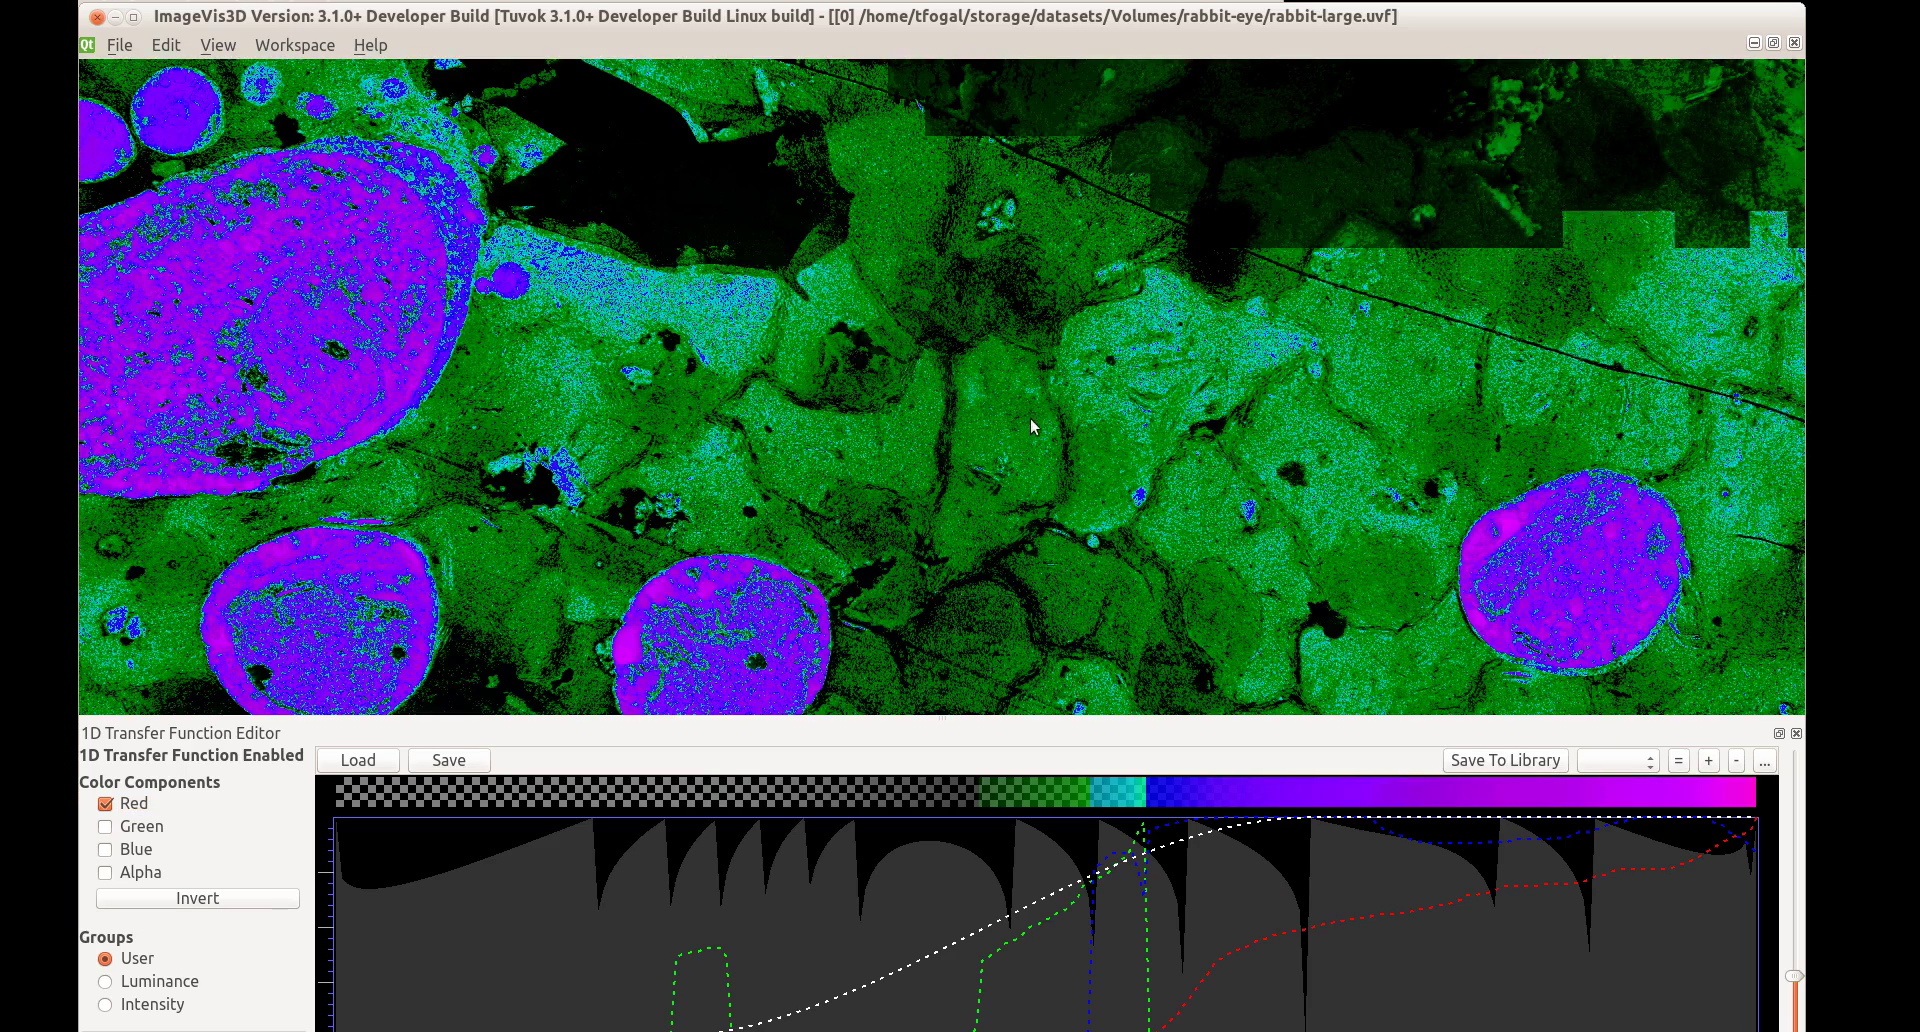 ImageVis3D Version: 3.1.0+ Developer Build [Tuvok 3.1.0+ Developer Build Linux build] - [[0] /home/tfogal/storage/datasets/Volumes/rabbit-eye/rabbit-large.uvf]
Qt File Edit View Workspace Help
1D Transfer Function Editor
1D Transfer Function Enabled
Load Save Save To Library = + - ...
Color Components
Red
Green
Blue
Alpha
Invert
Groups
User
Luminance
Intensity